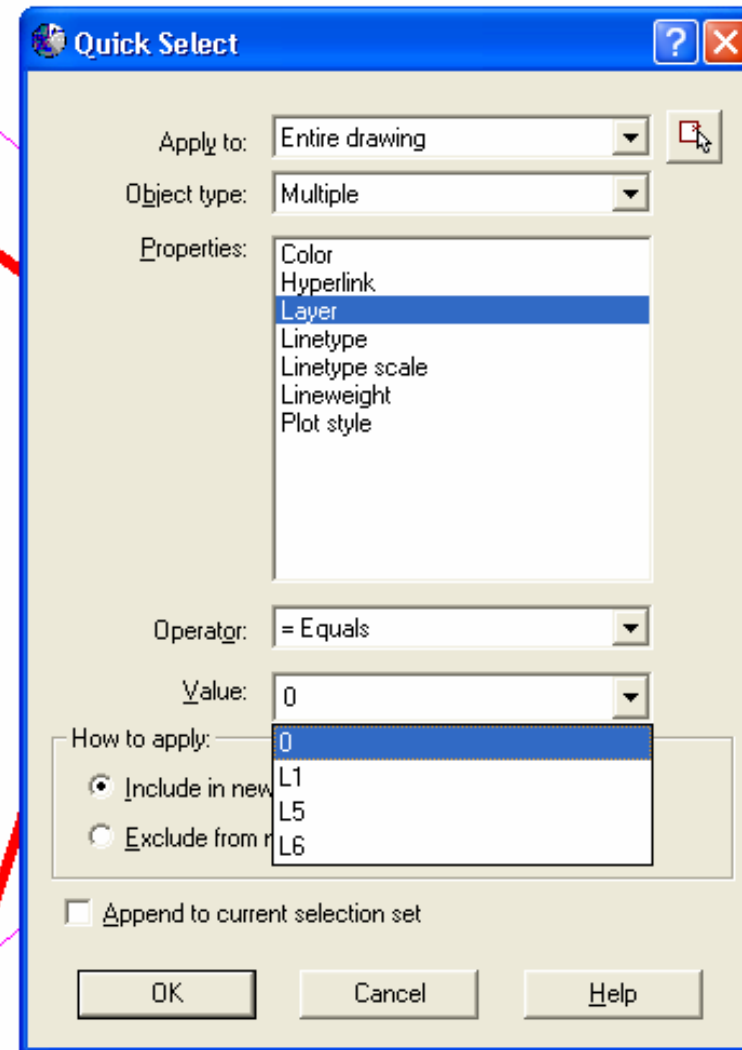 Quick Select
Apply to: Entire drawing
Object type: Multiple
Properties:
Color
Hyperlink
Layer
Linetype
Linetype scale
Lineweight
Plot style
Operator: = Equals
Value: 0
How to apply:
0
L1
Include in new
L5
Exclude from
L6
Append to current selection set
OK Cancel Help